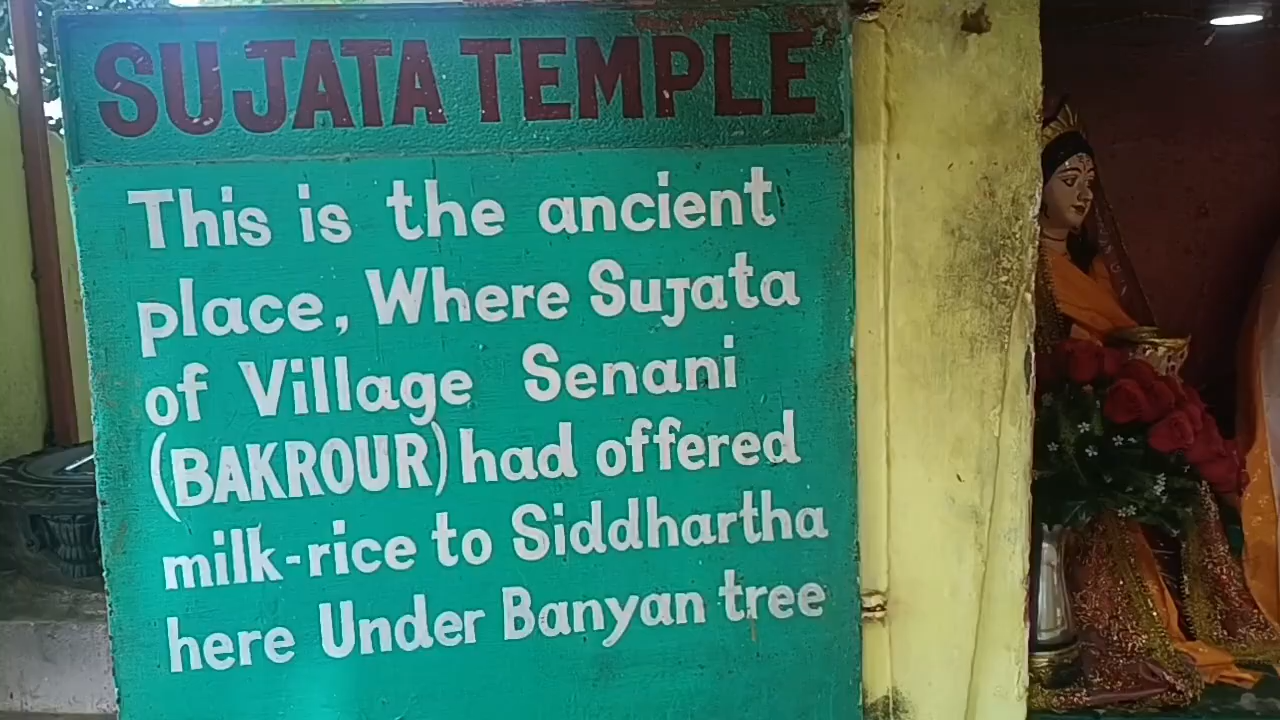 SUJATA TEMPLE
This is the ancient
place, Where Sujata
of Village Senani
(BAKROUR) had offered
milk-rice to Siddhartha
here Under Banyan tree